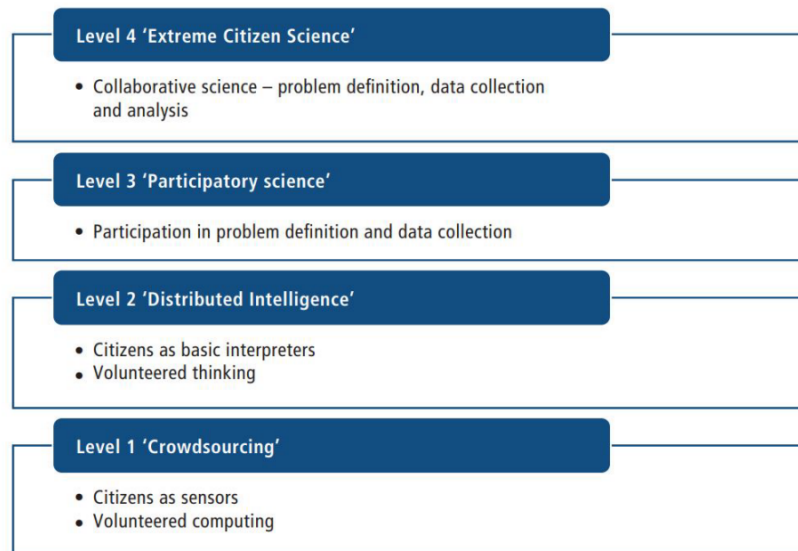 Level 4 ‘Extreme Citizen Science’
• Collaborative science – problem definition, data collection
and analysis
Level 3 ‘Participatory science’
• Participation in problem definition and data collection
Level 2 ‘Distributed Intelligence’
• Citizens as basic interpreters
• Volunteered thinking
Level 1 ‘Crowdsourcing’
• Citizens as sensors
• Volunteered computing